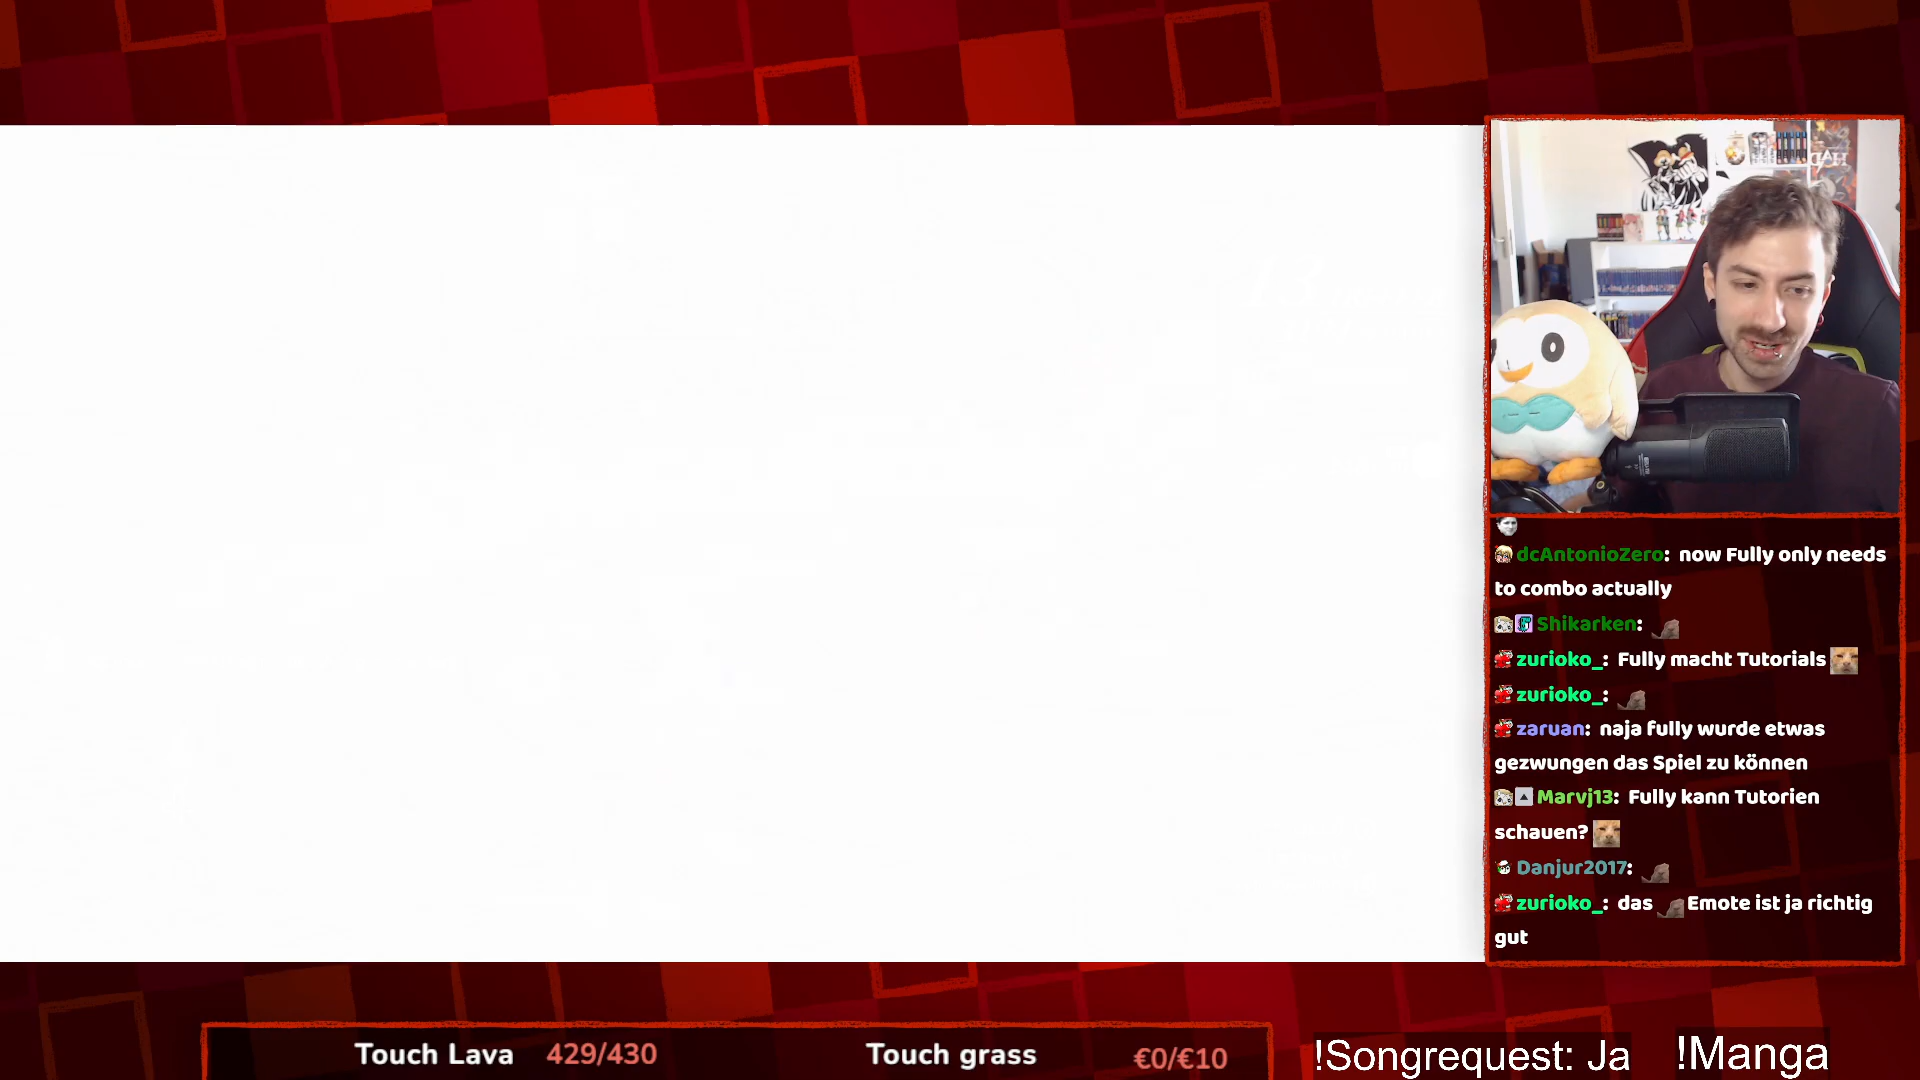 dcAntonioZero: now Fully only needs
to combo actually
Shikarken:
zurioko_: Fully macht Tutorials
zurioko_:
zaruan: naja fully wurde etwas
gezwungen das Spiel zu können
Marvj13: Fully kann Tutorien
schauen?
Danjur2017:
zurioko_: das Emote ist ja richtig
gut
Touch Lava 429/430 Touch grass €0/€10 !Songrequest: Ja !Manga